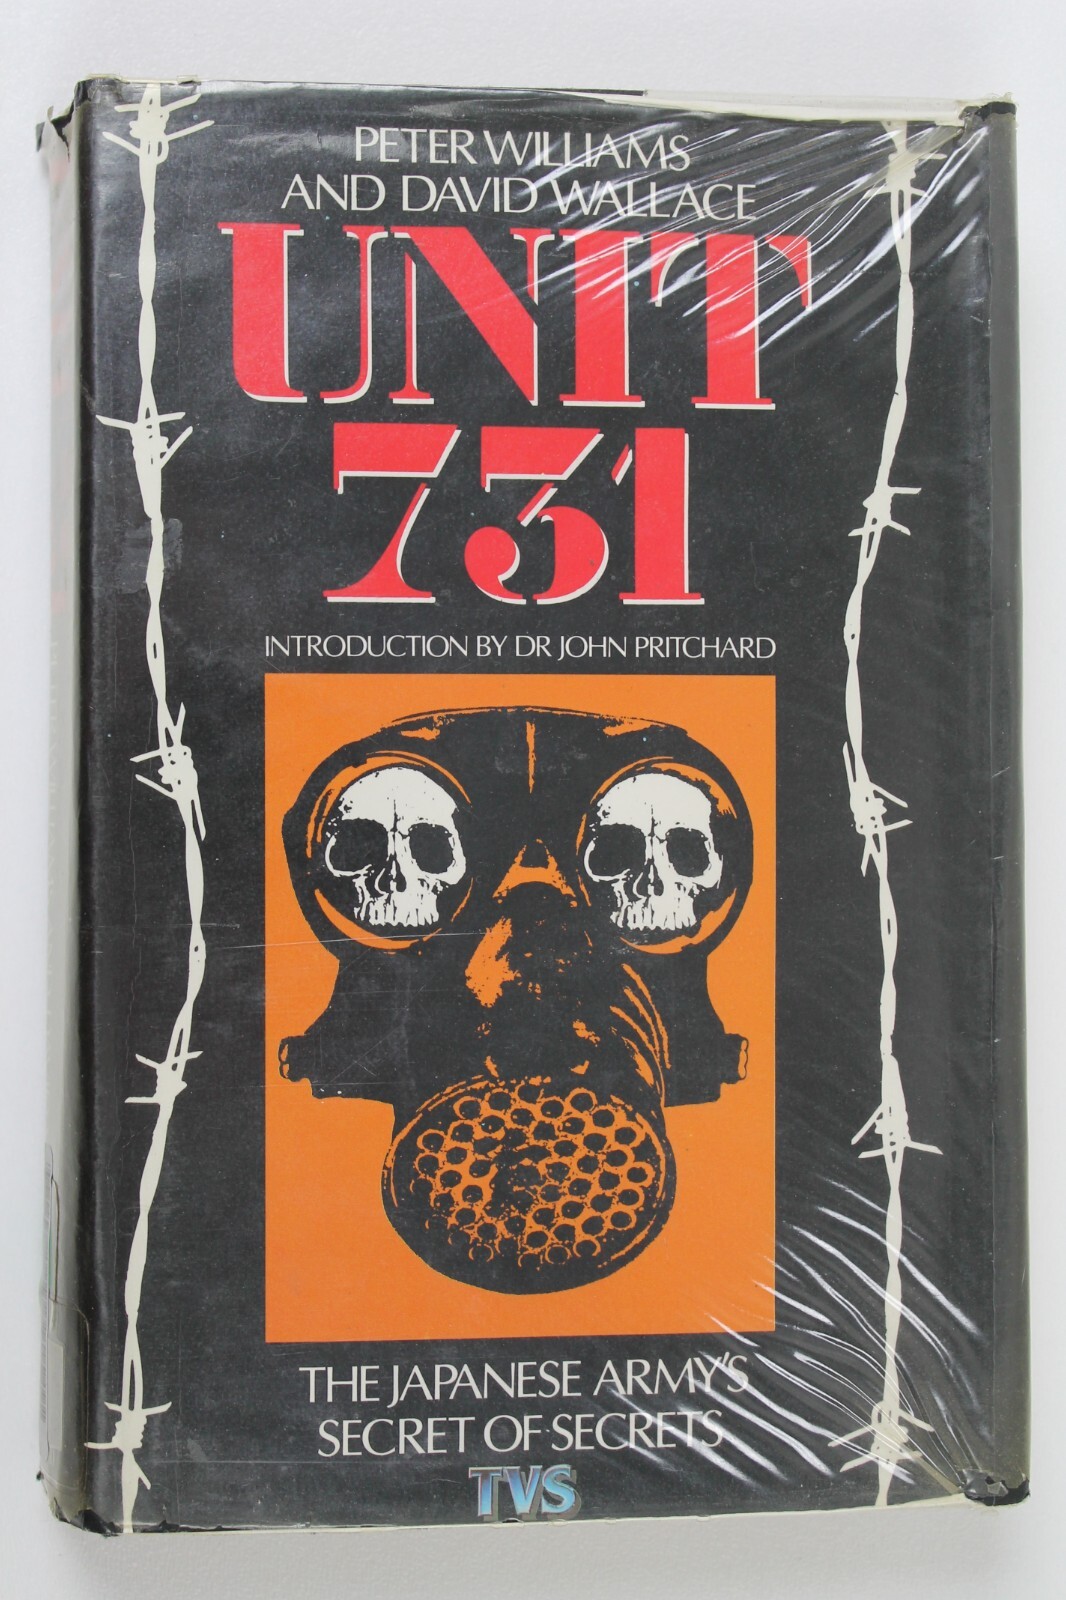 PETER WILLIAMS
AND DAVID WALLACE
UNIT
731
INTRODUCTION BY DR JOHN PRITCHARD
THE JAPANESE ARMY'S
SECRET OF SECRETS
TVS